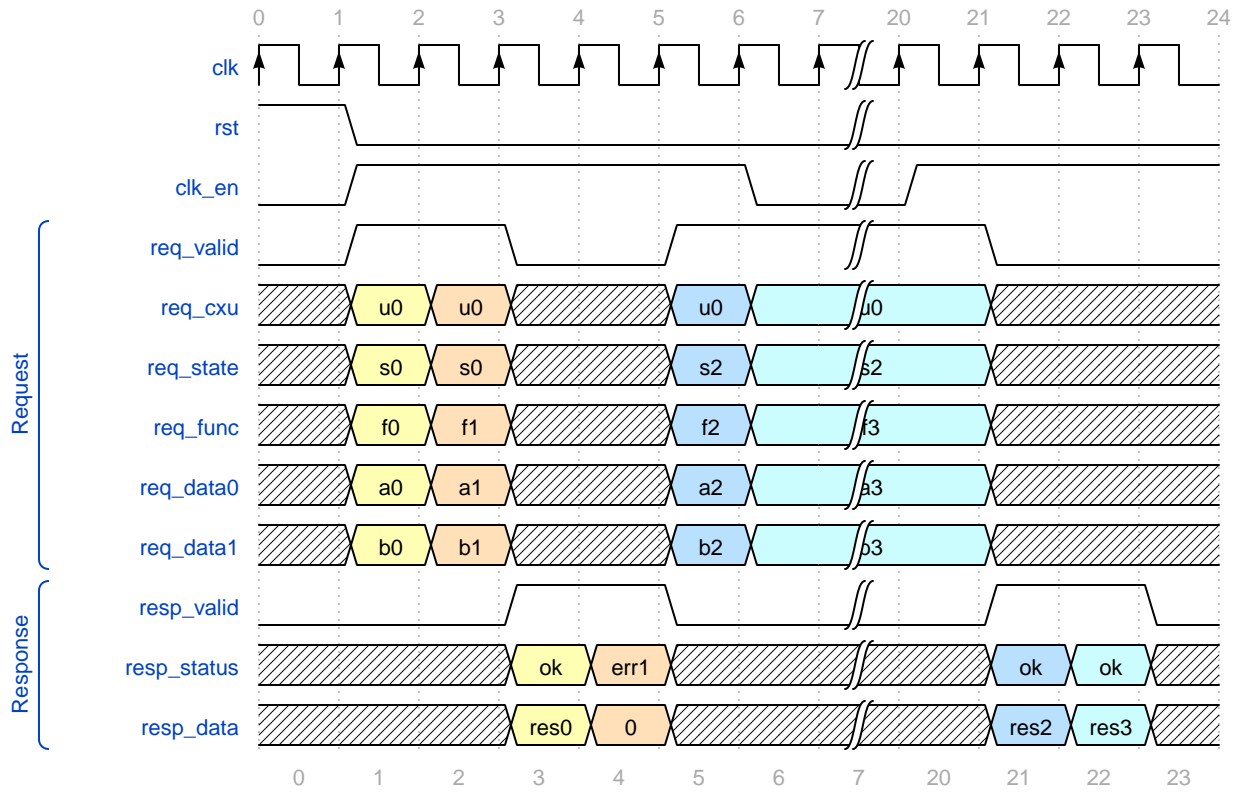 0 1 2 3 4 5 6 7 20 21 22 23 24
clk
rst
clk_en
req_valid
req_cxu u0 u0 u0 u0
req_state s0 s0 s2 s2
req_func f0 f1 f2 f3
req_data0 a0 a1 a2 a3
req_data1 b0 b1 b2 b3
Request
resp_valid
resp_status ok err1 ok ok
resp_data res0 0 res2 res3
Response
0 1 2 3 4 5 6 7 20 21 22 23